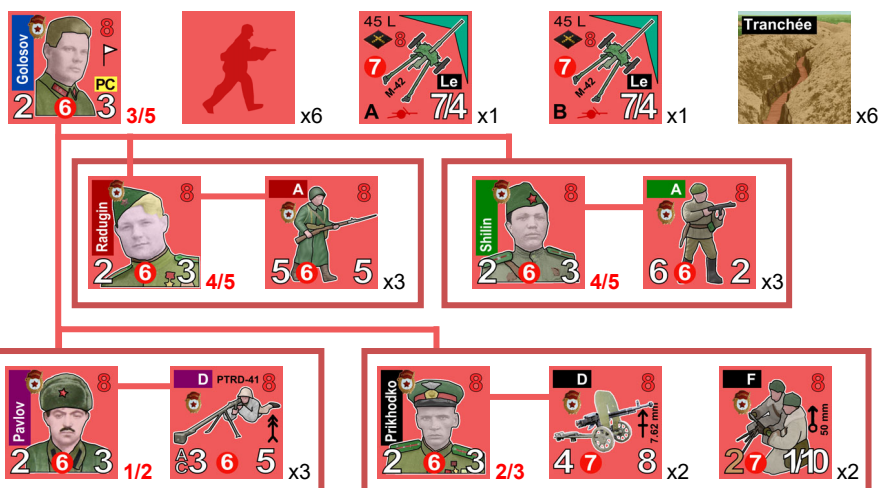 Golosov
8
PC
2 6 3
3/5
x6
45 L
8
7
M-42
Le
A 7/4
x1
45 L
8
7
M-42
Le
B 7/4
x1
Tranchée
x6
Radugin
8
2 6 3
4/5
A
8
5 6 5
x3
Shilin
8
2 6 3
4/5
A
8
6 6 2
x3
Pavlov
8
2 6 3
1/2
D PTRD-41 8
AC 3 6 5
x3
Prikhodko
8
2 6 3
2/3
D
8
7.62 mm
4 7 8
x2
F
8
50 mm
2 7 1/10
x2